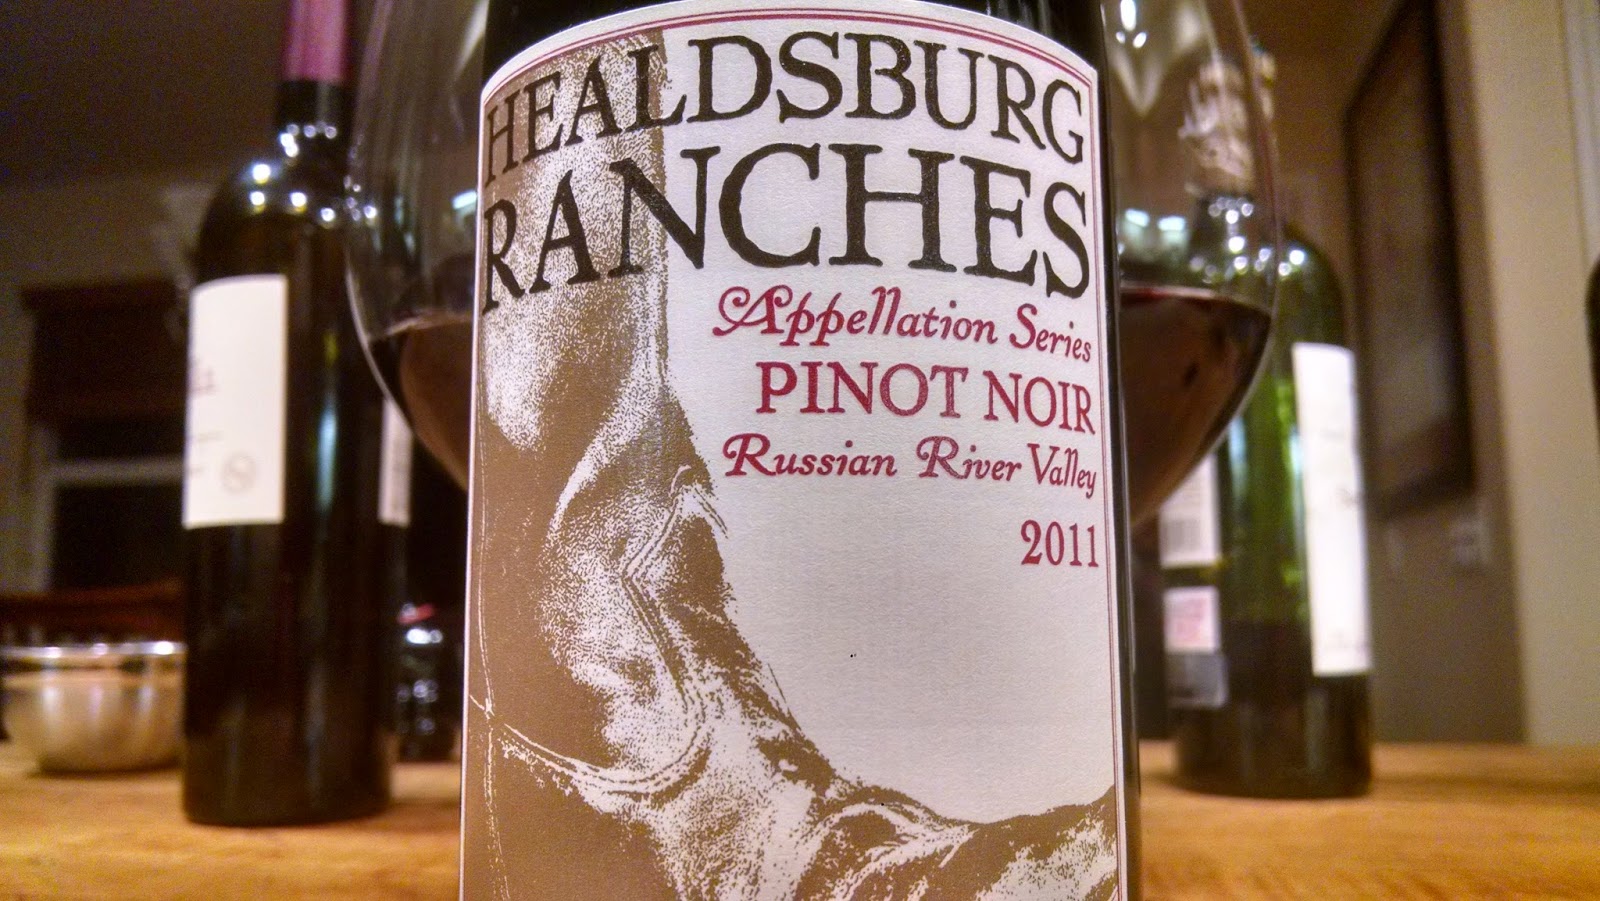 HEALDSBURG
RANCHES
Appellation Series
PINOT NOIR
Russian River Valley
2011